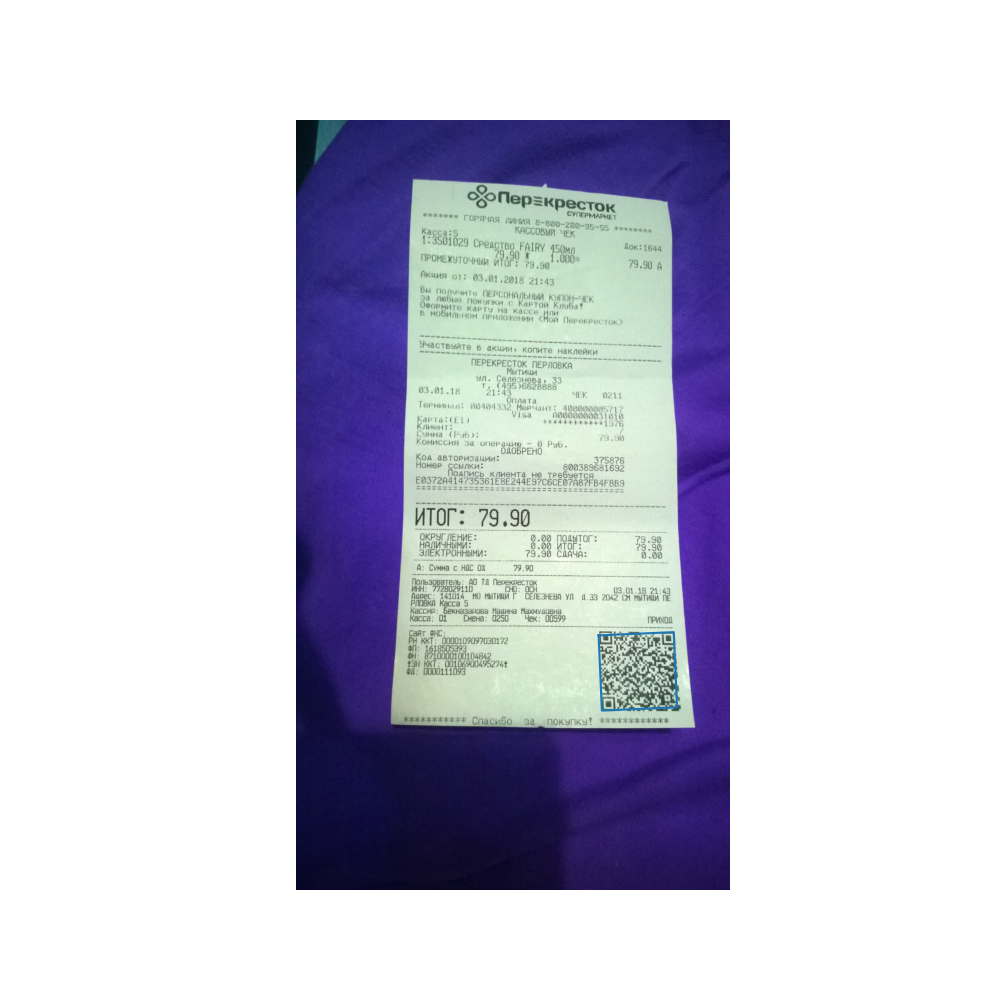 Перекресток
СУПЕРМАРКЕТ
******* ГОРЯЧАЯ ЛИНИЯ 8-800-200-95-55 ********
КАССОВЫЙ ЧЕК
Касса:5 Док:1644
1:3501029 Средство FAIRY 450мл
79.90 * 1.000= 79.90 А
ПРОМЕЖУТОЧНЫЙ ИТОГ: 79.90
Акция от: 03.01.2018 21:43
Вы получите ПЕРСОНАЛЬНЫЙ КУПОН-ЧЕК
за любые покупки с Картой Клуба!
Оформите карту на кассе или
в мобильном приложении <Мой Перекресток>
Участвуйте в акции, копите наклейки
ПЕРЕКРЕСТОК ПЕРЛОВКА
Мытищи
ул. Селезнева, 33
т. (495)6628888
03.01.18 21:43 ЧЕК 0211
Оплата
Терминал: 00404332 Мерчант: 400000005717
Visa A0000000031010
Карта:(E1) ************1976
Клиент: /
Сумма (Руб): 79.90
Комиссия за операцию - 0 Руб.
ОДОБРЕНО
Код авторизации: 375876
Номер ссылки: 800389681692
Подпись клиента не требуется
E0372A414735361E8E244E97C6CE07A87FB4FBB9
========================================
ИТОГ: 79.90
ОКРУГЛЕНИЕ: 0.00 ПОДЫТОГ: 79.90
НАЛИЧНЫМИ: 0.00 ИТОГ: 79.90
ЭЛЕКТРОННЫМИ: 79.90 СДАЧА: 0.00
А: Сумма с НДС 0% 79.90
Пользователь: АО ТД Перекресток
ИНН: 7728029110 СНО: ОСН 03.01.18 21:43
Адрес: 141014, МО МЫТИЩИ Г, СЕЛЕЗНЕВА УЛ, д.33 2042 СМ МЫТИЩИ ПЕ
РЛОВКА Касса 5
Кассир: Бекназарова Мадина Махмудовна
Касса: 01 Смена: 0250 Чек: 00599 ПРИХОД
Сайт ФНС:
РН ККТ: 0000109097030172
ФП: 1618505393
ФН: 8710000100104842
*ЗН ККТ: 00106900495274*
ФД: 0000111093
*********** Спасибо за покупку! ************